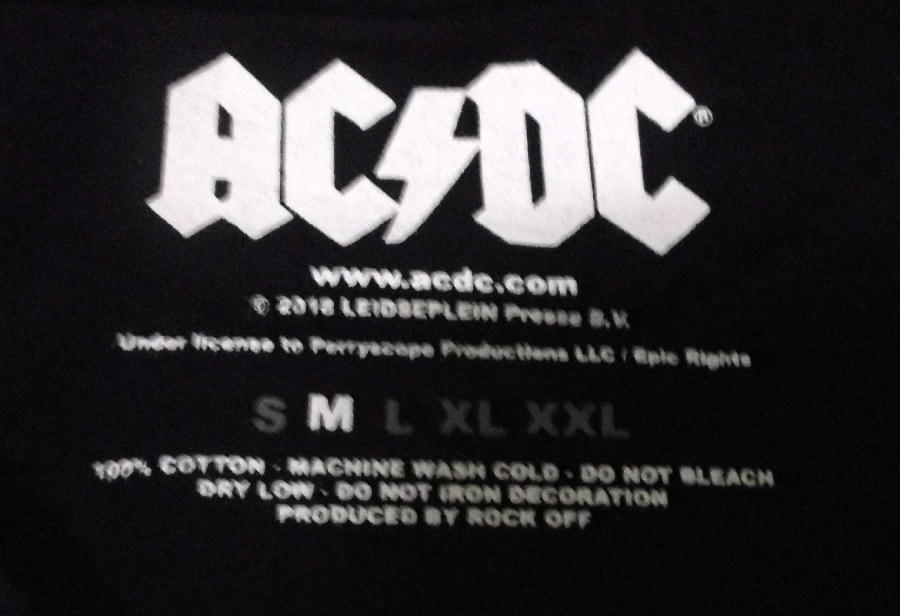 AC/DC®
www.acdc.com
© 2018 LEIDSEPLEIN Presse B.V.
Under license to Perryscope Productions LLC / Epic Rights
S M L XL XXL
100% COTTON - MACHINE WASH COLD - DO NOT BLEACH
DRY LOW - DO NOT IRON DECORATION
PRODUCED BY ROCK OFF